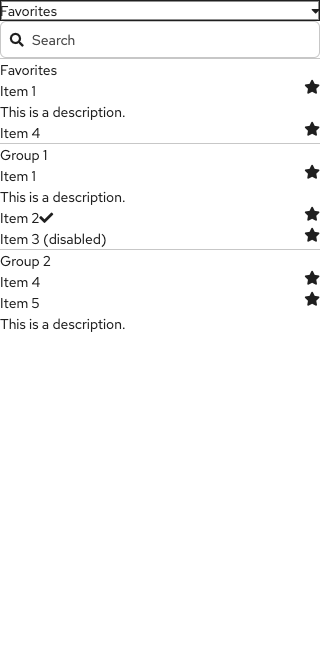 Favorites
Search
Favorites
Item 1
This is a description.
Item 4
Group 1
Item 1
This is a description.
Item 2
Item 3 (disabled)
Group 2
Item 4
Item 5
This is a description.